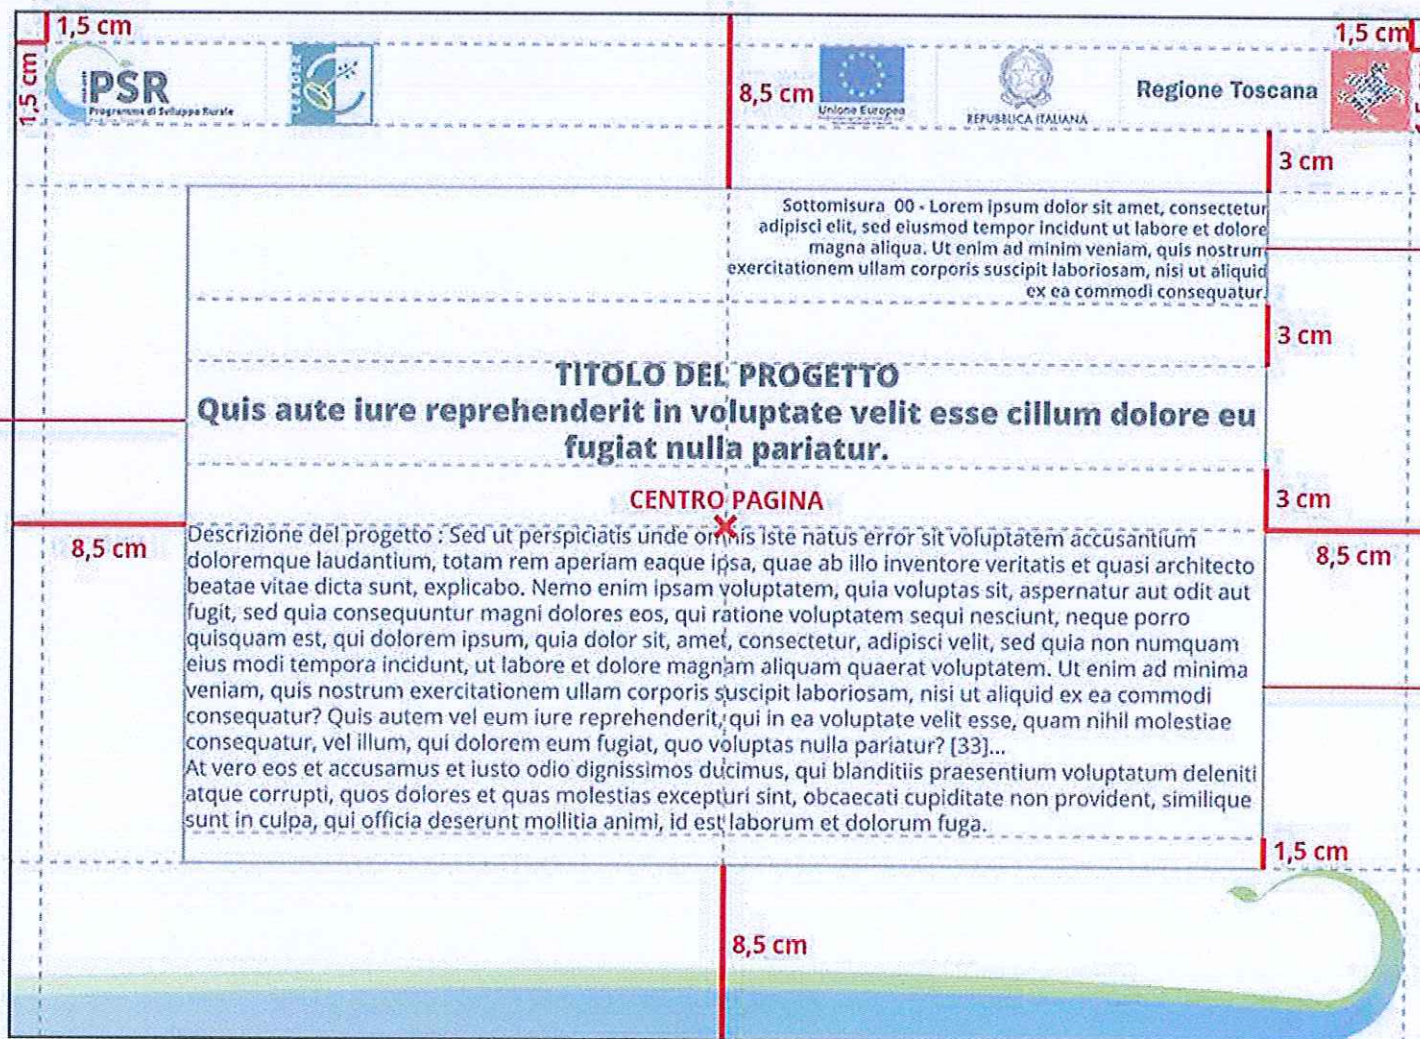 1,5 cm
1,5 cm
1,5 cm
PSR
Programma di Sviluppo Rurale
LEADER
8,5 cm
Unione Europea
REPUBBLICA ITALIANA
Regione Toscana
3 cm
Sottomisura 00 - Lorem ipsum dolor sit amet, consectetur
adipisci elit, sed eiusmod tempor incidunt ut labore et dolore
magna aliqua. Ut enim ad minim veniam, quis nostrum
exercitationem ullam corporis suscipit laboriosam, nisi ut aliquid
ex ea commodi consequatur.
3 cm
TITOLO DEL PROGETTO
Quis aute iure reprehenderit in voluptate velit esse cillum dolore eu
fugiat nulla pariatur.
CENTRO PAGINA
3 cm
8,5 cm
8,5 cm
Descrizione del progetto : Sed ut perspiciatis unde omnis iste natus error sit voluptatem accusantium
doloremque laudantium, totam rem aperiam eaque ipsa, quae ab illo inventore veritatis et quasi architecto
beatae vitae dicta sunt, explicabo. Nemo enim ipsam voluptatem, quia voluptas sit, aspernatur aut odit aut
fugit, sed quia consequuntur magni dolores eos, qui ratione voluptatem sequi nesciunt, neque porro
quisquam est, qui dolorem ipsum, quia dolor sit, amet, consectetur, adipisci velit, sed quia non numquam
eius modi tempora incidunt, ut labore et dolore magnam aliquam quaerat voluptatem. Ut enim ad minima
veniam, quis nostrum exercitationem ullam corporis suscipit laboriosam, nisi ut aliquid ex ea commodi
consequatur? Quis autem vel eum iure reprehenderit, qui in ea voluptate velit esse, quam nihil molestiae
consequatur, vel illum, qui dolorem eum fugiat, quo voluptas nulla pariatur? [33]...
At vero eos et accusamus et iusto odio dignissimos ducimus, qui blanditiis praesentium voluptatum deleniti
atque corrupti, quos dolores et quas molestias excepturi sint, obcaecati cupiditate non provident, similique
sunt in culpa, qui officia deserunt mollitia animi, id est laborum et dolorum fuga.
1,5 cm
8,5 cm